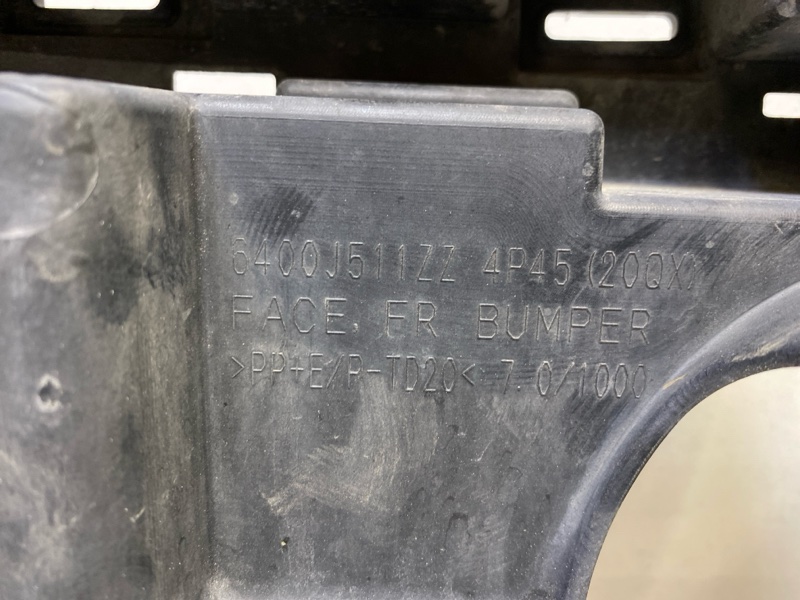 6400J511ZZ 4P45 (20QX)
FACE, FR BUMPER
>PP+E/P-TD20< 7.0/1000